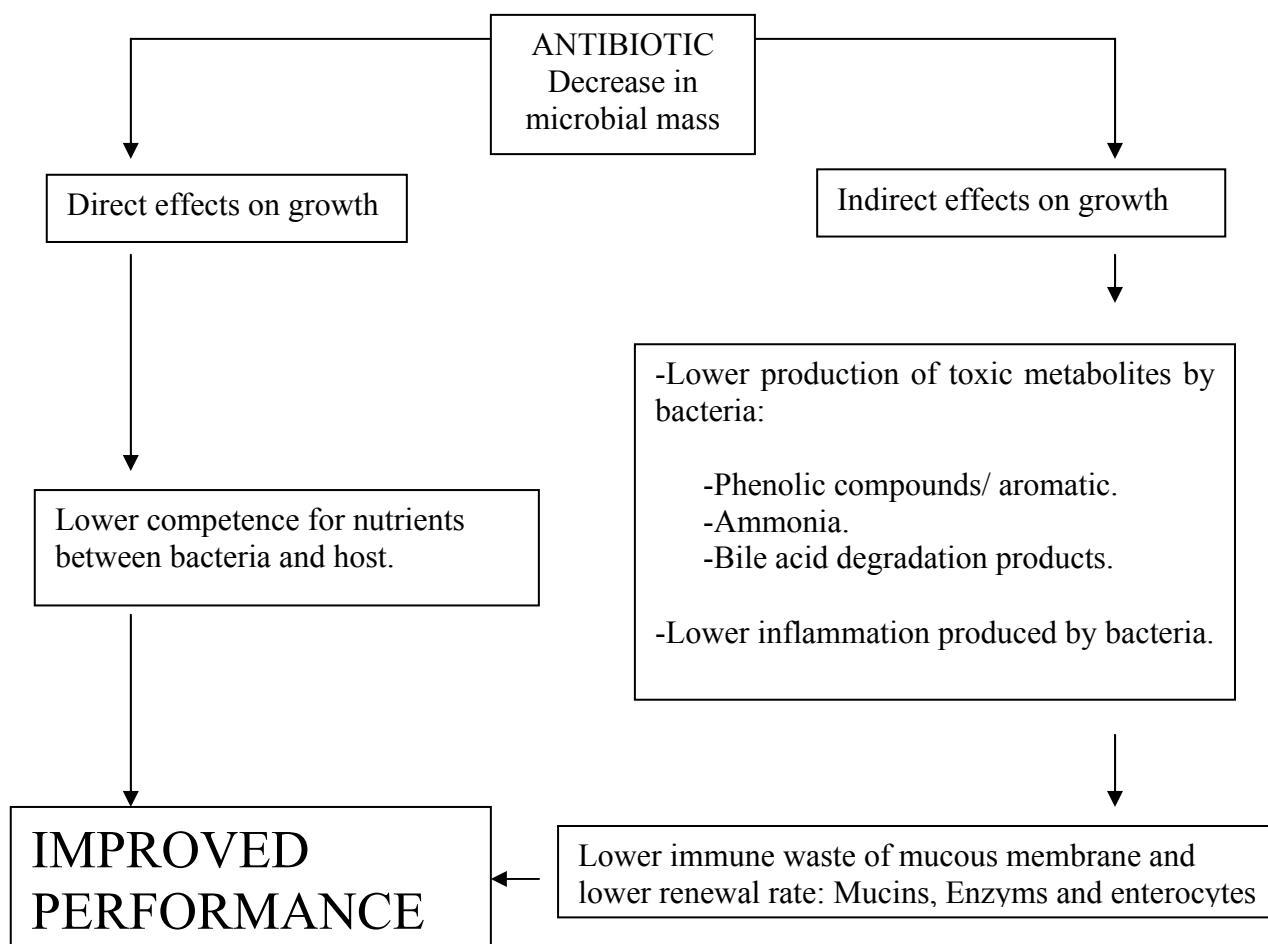 ANTIBIOTIC
Decrease in
microbial mass
Direct effects on growth
Indirect effects on growth
-Lower production of toxic metabolites by
bacteria:
-Phenolic compounds/ aromatic.
-Ammonia.
-Bile acid degradation products.
-Lower inflammation produced by bacteria.
Lower competence for nutrients
between bacteria and host.
IMPROVED
PERFORMANCE
Lower immune waste of mucous membrane and
lower renewal rate: Mucins, Enzyms and enterocytes